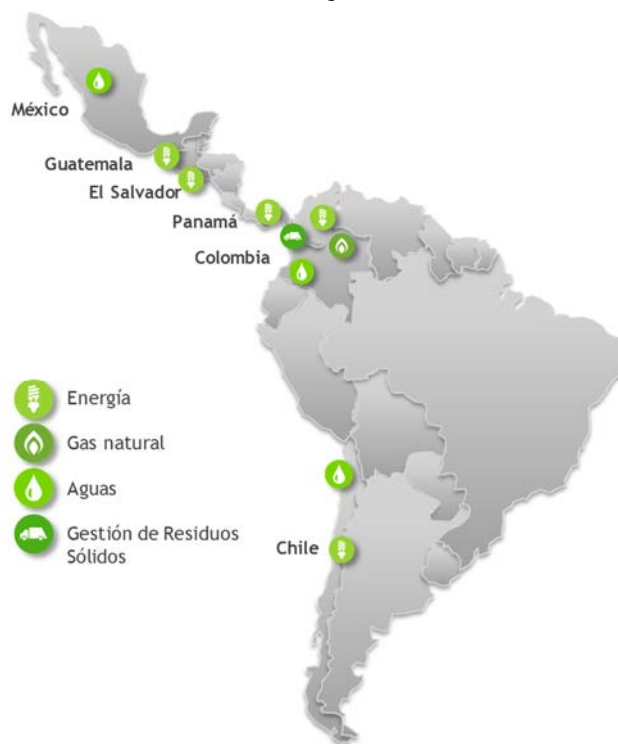 México
Guatemala
El Salvador
Panamá
Colombia
Energía
Gas natural
Aguas
Gestión de Residuos
Sólidos
Chile